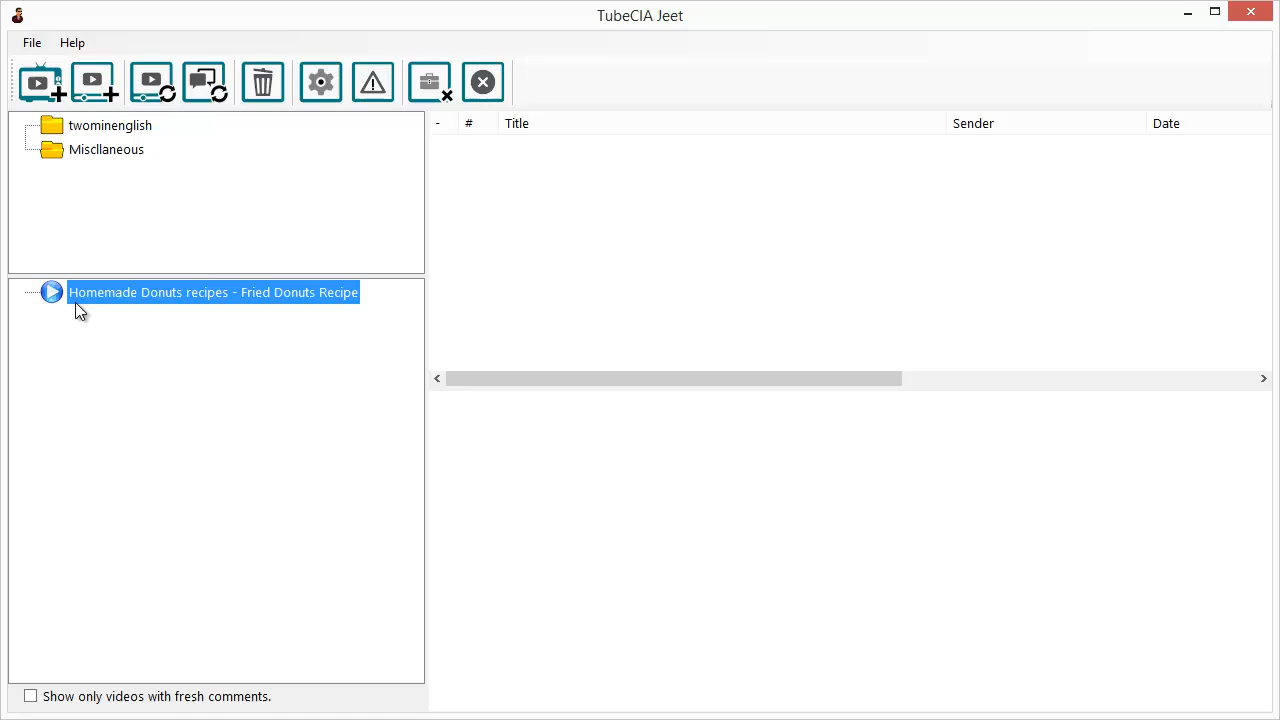 TubeCIA Jeet
File Help
- # Title Sender Date
twominenglish
Miscllaneous
Homemade Donuts recipes - Fried Donuts Recipe
Show only videos with fresh comments.